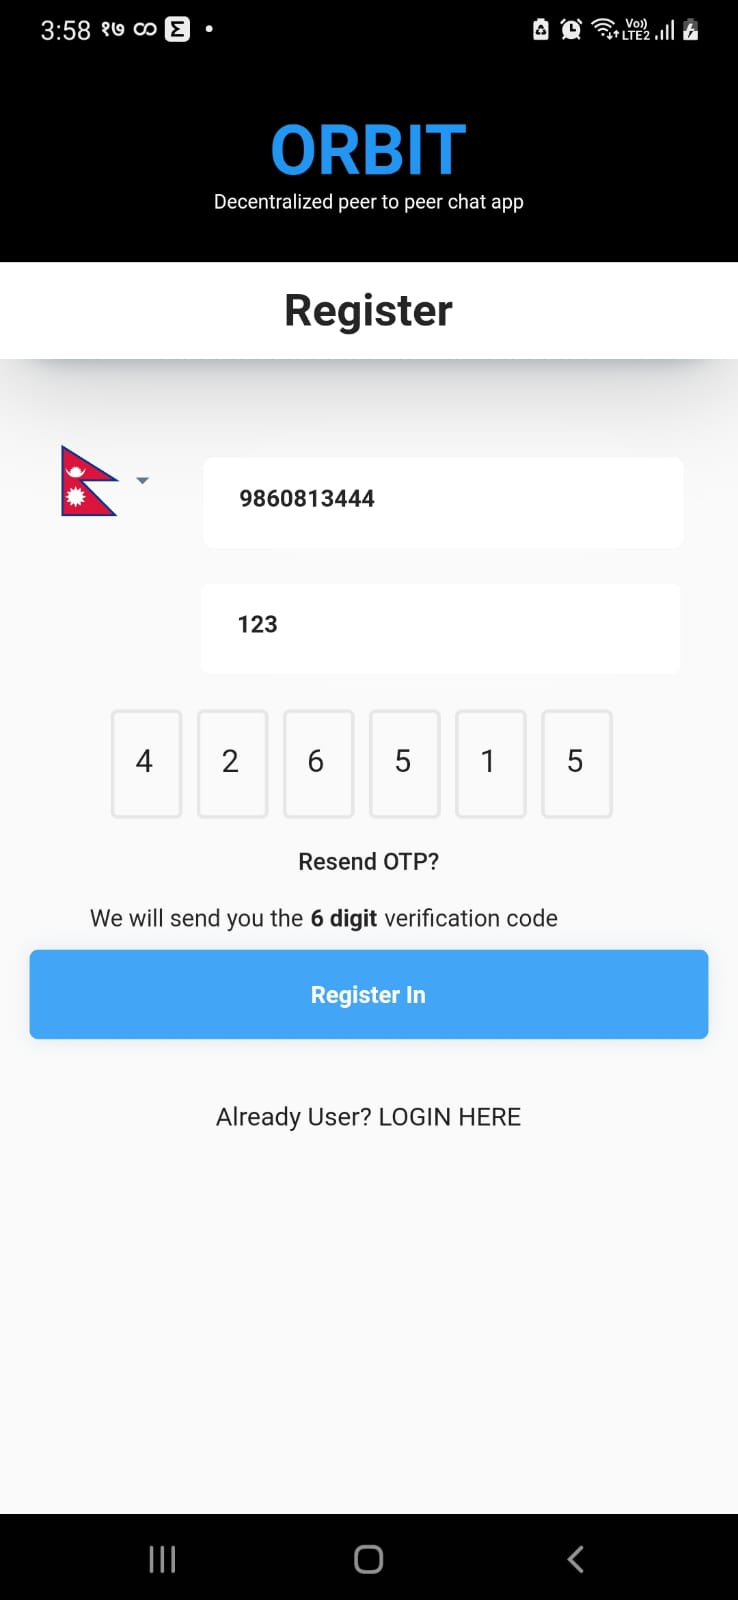 3:58 १७ Σ Vo))
LTE2
ORBIT
Decentralized peer to peer chat app
Register
9860813444
123
4 2 6 5 1 5
Resend OTP?
We will send you the 6 digit verification code
Register In
Already User? LOGIN HERE